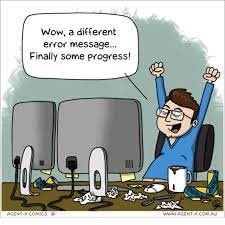 Wow, a different
error message...
Finally some progress!
AGENT-X COMICS
WWW.AGENT-X.COM.AU